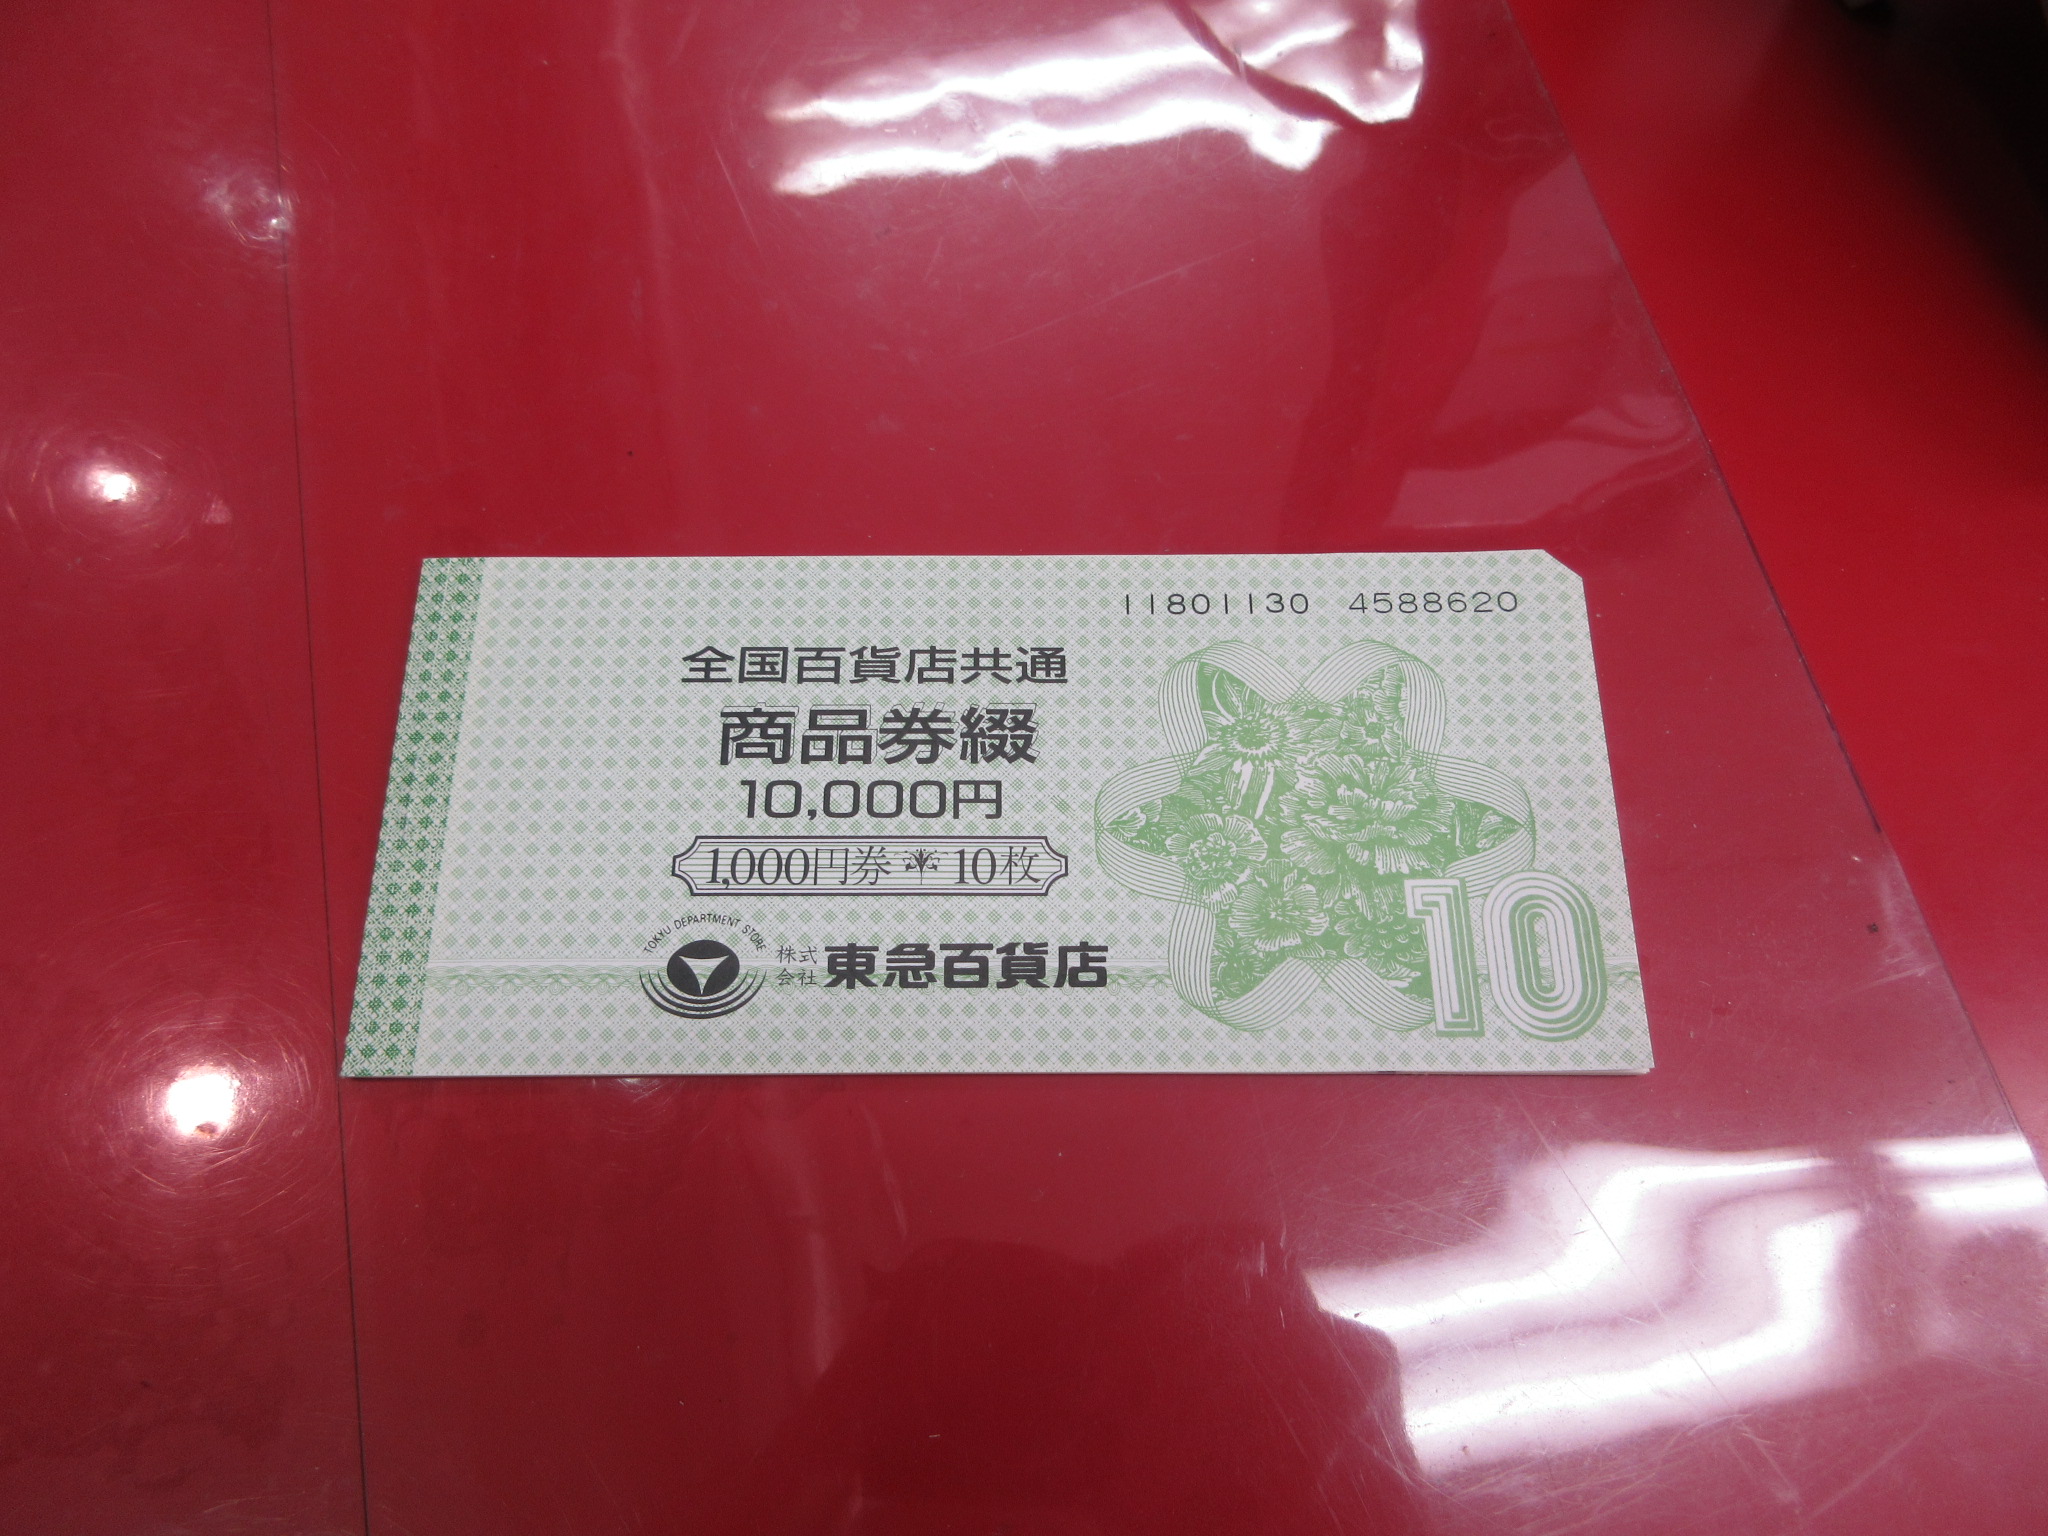 11801130 4588620
全国百貨店共通
商品券綴
10,000円
1,000円券 10枚
TOKYU DEPARTMENT STORE
株式会社 東急百貨店
10